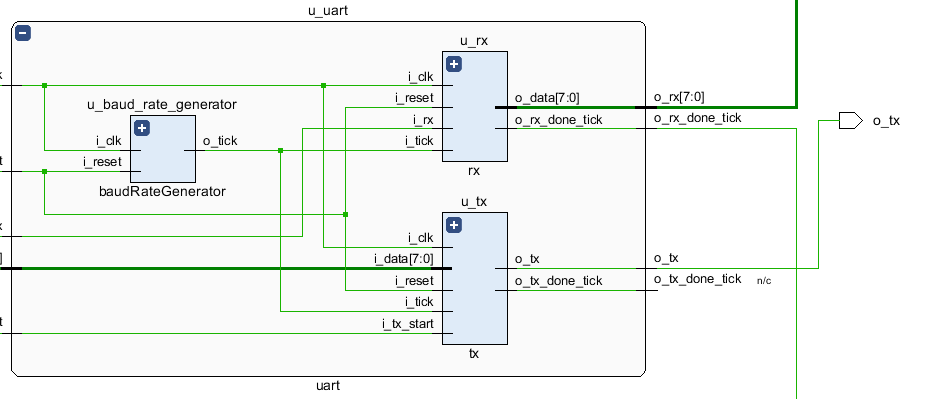 u_uart
u_rx
i_clk
i_reset
i_rx
i_tick
o_data[7:0]
o_rx_done_tick
rx
o_rx[7:0]
o_rx_done_tick
o_tx
u_baud_rate_generator
i_clk
i_reset
o_tick
baudRateGenerator
u_tx
i_clk
i_data[7:0]
i_reset
i_tick
i_tx_start
o_tx
o_tx_done_tick
tx
o_tx
o_tx_done_tick n/c
uart